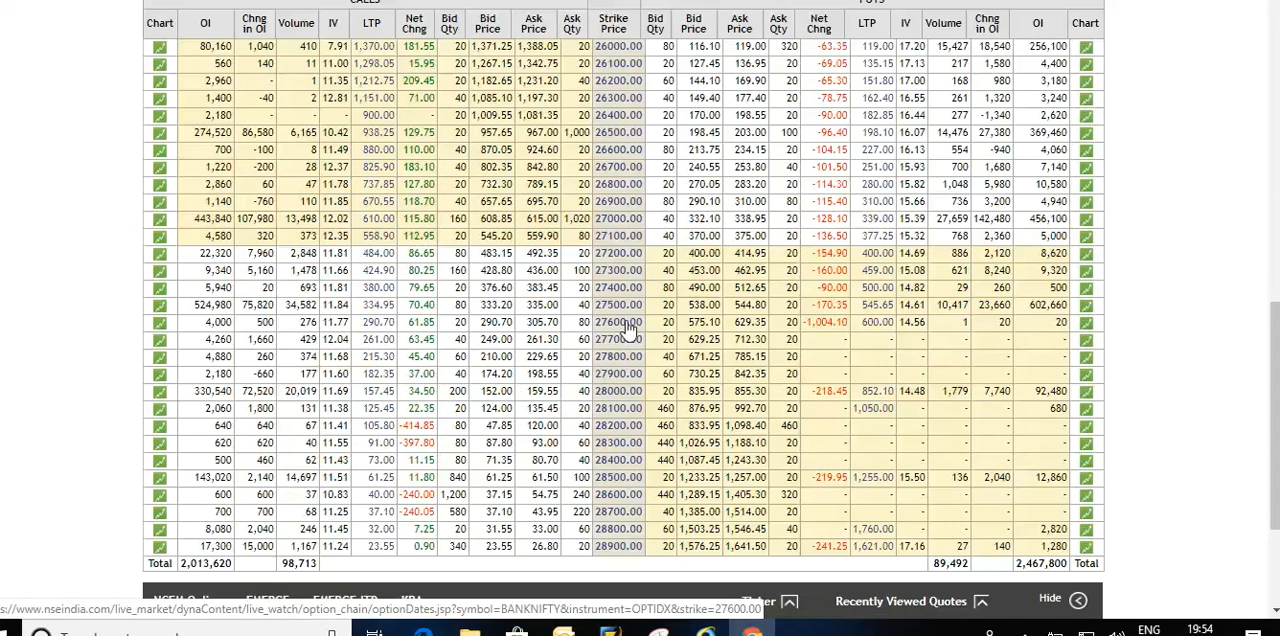 CALLS PUTS
Chart OI Chng in OI Volume IV LTP Net Chng Bid Qty Bid Price Ask Price Ask Qty Strike Price Bid Qty Bid Price Ask Price Ask Qty Net Chng LTP IV Volume Chng in OI OI Chart
80,160 1,040 410 7.91 1,370.00 181.55 20 1,371.25 1,388.05 20 26000.00 80 116.10 119.00 320 -63.35 119.00 17.20 15,427 18,540 256,100
560 140 11 11.00 1,298.05 15.95 20 1,267.15 1,342.75 20 26100.00 20 127.45 136.95 20 -69.05 135.15 17.13 217 1,580 4,400
2,960 - 1 11.35 1,212.75 209.45 20 1,182.65 1,231.20 40 26200.00 60 144.10 169.90 20 -65.30 151.80 17.00 168 980 3,180
1,400 -40 2 12.81 1,151.00 71.00 40 1,085.10 1,197.30 20 26300.00 40 149.40 177.40 20 -78.75 162.40 16.55 261 1,320 3,240
2,180 - - - 900.00 - 20 1,009.55 1,081.35 20 26400.00 20 170.00 198.55 20 -90.00 182.85 16.44 277 -1,340 2,620
274,520 86,580 6,165 10.42 938.25 129.75 20 957.65 967.00 1,000 26500.00 20 198.45 203.00 100 -96.40 198.10 16.07 14,476 27,380 369,460
700 -100 8 11.49 880.00 110.00 40 870.05 924.60 20 26600.00 20 213.75 234.15 20 -104.15 227.00 16.13 554 -940 4,060
1,220 -200 28 12.37 825.90 183.10 40 802.35 842.80 20 26700.00 20 240.55 253.80 40 -101.50 251.00 15.93 700 1,680 7,140
2,860 60 47 11.78 737.85 127.80 20 732.30 789.15 20 26800.00 20 270.05 283.20 20 -114.30 280.00 15.82 1,048 5,980 10,580
1,140 -760 110 11.85 670.55 118.70 40 657.65 695.70 20 26900.00 20 290.10 310.00 80 -115.40 300.00 15.66 736 3,200 4,940
443,840 107,980 13,498 12.02 610.00 115.80 160 608.85 615.00 1,020 27000.00 40 332.10 338.95 20 -128.10 339.00 15.39 27,659 142,480 456,100
4,580 320 373 12.35 558.90 112.95 20 545.20 559.90 80 27100.00 40 370.00 375.00 20 -136.50 377.25 15.32 768 2,360 5,000
22,320 7,960 2,848 11.81 484.00 86.65 80 483.15 492.35 20 27200.00 20 400.00 414.95 20 -154.90 400.00 14.69 886 2,120 8,620
9,340 5,160 1,478 11.66 424.90 80.25 160 428.80 436.00 100 27300.00 40 453.00 462.95 20 -160.00 459.00 15.08 621 8,240 9,320
5,940 20 693 11.81 380.00 79.65 20 376.60 383.45 20 27400.00 80 490.00 512.65 20 -90.00 500.00 14.82 29 260 500
524,980 75,820 34,582 11.84 334.95 70.40 80 333.20 335.00 40 27500.00 20 538.00 544.80 20 -170.35 545.65 14.61 10,417 23,660 602,660
4,000 500 276 11.77 290.70 61.85 20 290.70 305.70 80 27600.00 20 575.10 629.35 20 -1,004.10 600.00 14.56 1 20 20
4,260 1,660 429 12.04 261.00 63.45 40 249.00 261.30 60 27700.00 20 629.25 712.30 20 - - - - - -
4,880 260 374 11.68 215.30 45.40 60 210.00 229.65 20 27800.00 40 671.25 785.15 20 - - - - - -
2,180 -660 177 11.60 182.35 37.00 40 174.20 198.55 40 27900.00 60 730.25 842.35 20 - - - - - -
330,540 72,520 20,019 11.69 157.45 34.50 200 152.00 159.55 40 28000.00 20 835.95 855.30 20 -218.45 852.10 14.48 1,779 7,740 92,480
2,060 1,800 131 11.38 125.45 22.35 20 124.00 135.45 20 28100.00 460 876.95 992.70 20 - 1,050.00 - - - 680
640 640 67 11.41 105.80 -414.85 80 47.85 120.00 40 28200.00 460 833.95 1,098.40 460 - - - - - -
620 620 40 11.55 91.00 -397.80 80 87.80 93.00 60 28300.00 440 1,026.95 1,188.10 20 - - - - - -
500 460 62 11.43 73.00 11.15 80 71.35 80.70 40 28400.00 440 1,087.45 1,243.30 20 - - - - - -
143,020 2,140 14,697 11.51 61.25 11.80 840 61.25 61.50 100 28500.00 20 1,233.25 1,257.00 20 -219.95 1,255.00 15.50 136 2,040 12,860
600 600 37 10.83 40.00 -240.00 1,200 37.15 54.75 240 28600.00 440 1,289.15 1,405.30 320 - - - - - -
700 700 68 11.25 37.10 -240.05 580 37.10 43.95 220 28700.00 40 1,385.00 1,514.00 20 - - - - - -
8,080 2,040 246 11.45 32.00 7.25 20 31.55 33.00 60 28800.00 60 1,503.25 1,546.45 40 - 1,760.00 - - - 2,820
17,300 15,000 1,167 11.24 23.55 0.90 340 23.55 26.80 20 28900.00 20 1,576.25 1,641.50 20 -241.25 1,621.00 17.16 27 140 1,280
Total 2,013,620 98,713 89,492 2,467,800 Total
Recently Viewed Quotes Hide
s://www.nseindia.com/live_market/dynaContent/live_watch/option_chain/optionDates.jsp?symbol=BANKNIFTY&instrument=OPTIDX&strike=27600.00
ENG 19:54